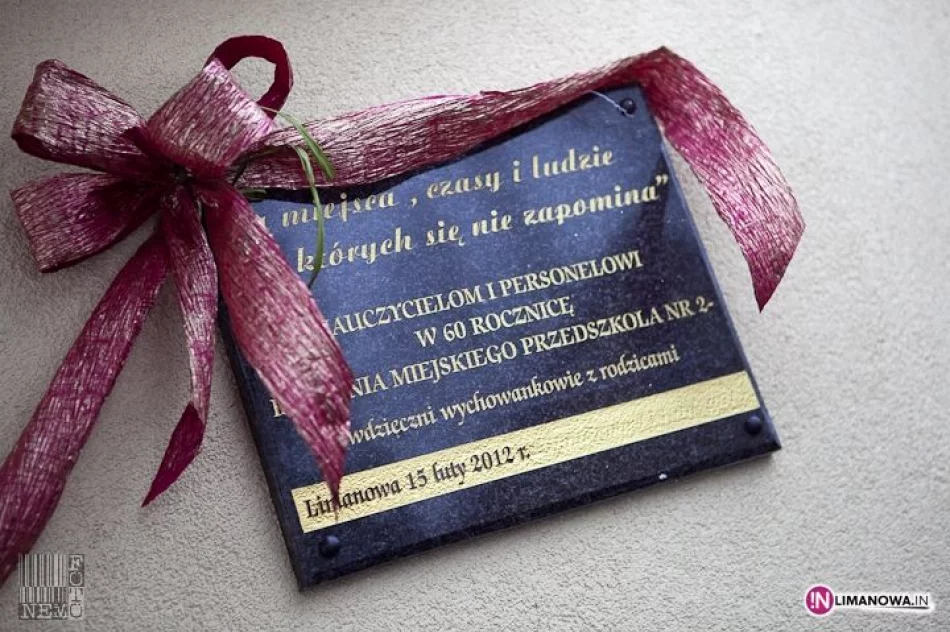 miejsca, czasy i ludzie
których się nie zapomina”
AUCZYCIELOM I PERSONELOWI
W 60 ROCZNICĘ
NIA MIEJSKIEGO PRZEDSZKOLA NR 2-
wdzięczni wychowankowie z rodzicami
Limanowa 15 luty 2012 r.
FOTO
NEMO
IN LIMANOWA.IN